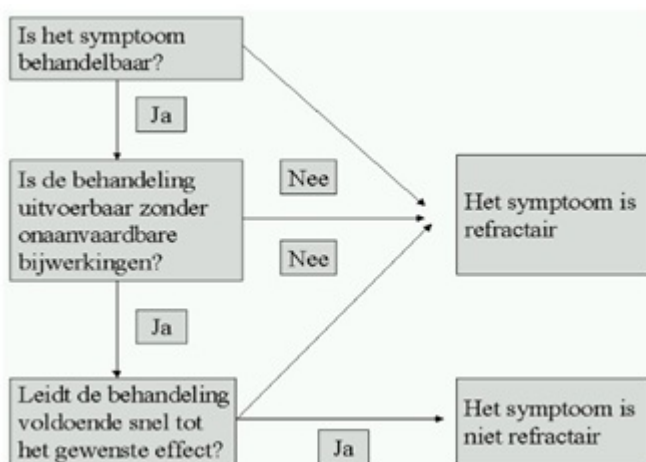 Is het symptoom
behandelbaar?
Ja
Is de behandeling
uitvoerbaar zonder
onaanvaardbare
bijwerkingen?
Nee
Nee
Het symptoom is
refractair
Ja
Leidt de behandeling
voldoende snel tot
het gewenste effect?
Ja
Het symptoom is
niet refractair